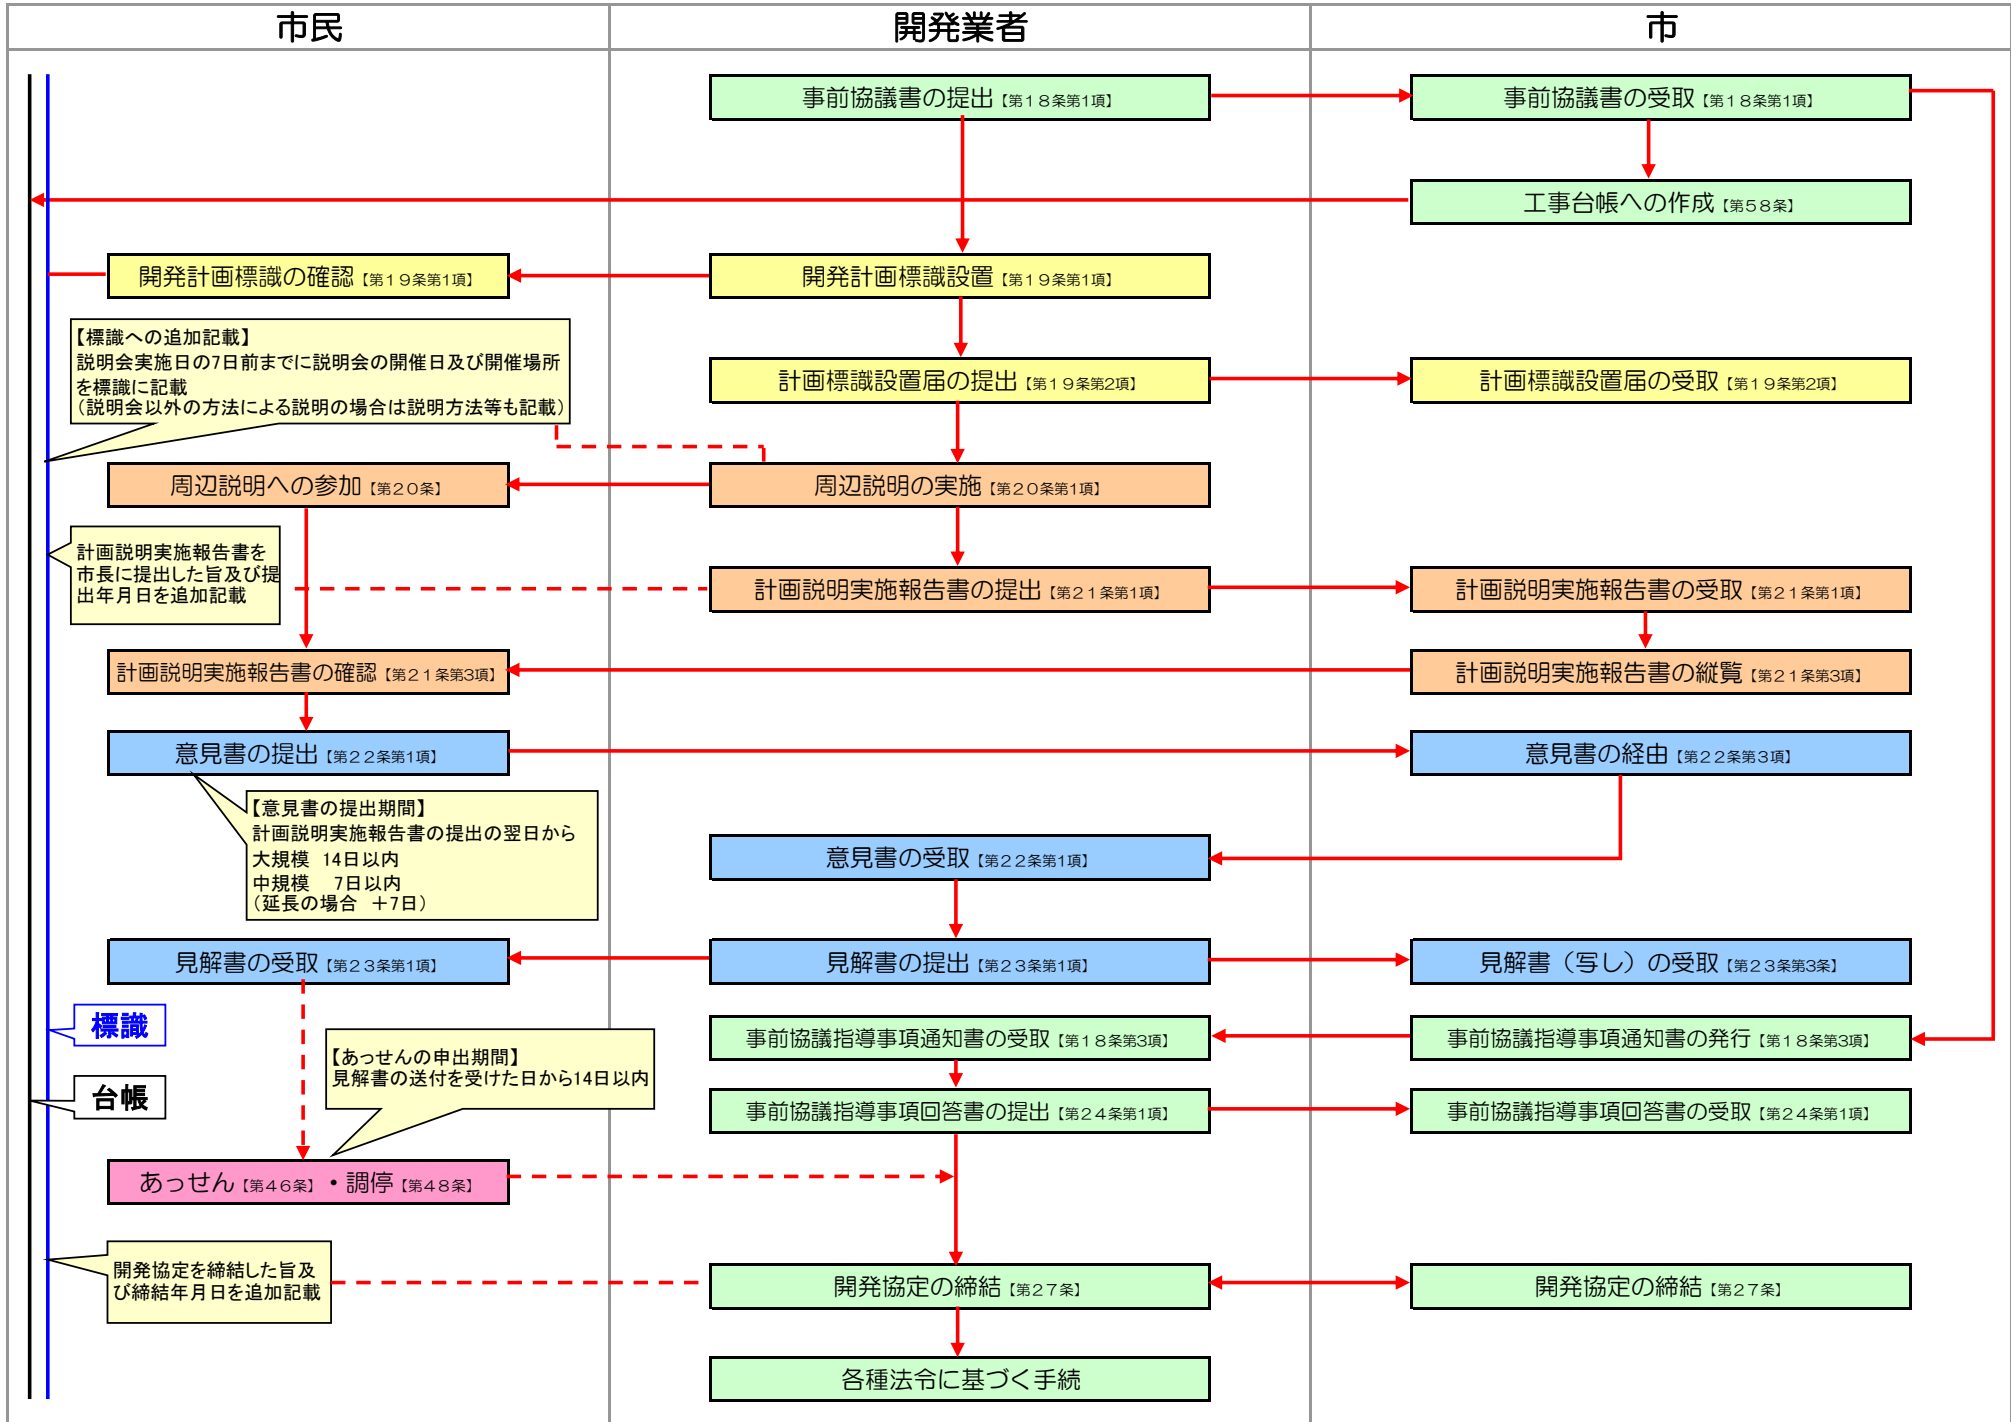 市民
開発業者
市
事前協議書の提出【第18条第1項】
事前協議書の受取【第18条第1項】
工事台帳への作成【第58条】
開発計画標識の確認【第19条第1項】
開発計画標識設置【第19条第1項】
【標識への追加記載】
説明会実施日の7日前までに説明会の開催日及び開催場所
を標識に記載
(説明会以外の方法による説明の場合は説明方法等も記載)
計画標識設置届の提出【第19条第2項】
計画標識設置届の受取【第19条第2項】
周辺説明への参加【第20条】
周辺説明の実施【第20条第1項】
計画説明実施報告書を
市長に提出した旨及び提
出年月日を追加記載
計画説明実施報告書の提出【第21条第1項】
計画説明実施報告書の受取【第21条第1項】
計画説明実施報告書の確認【第21条第3項】
計画説明実施報告書の縦覧【第21条第3項】
意見書の提出【第22条第1項】
意見書の経由【第22条第3項】
【意見書の提出期間】
計画説明実施報告書の提出の翌日から
大規模 14日以内
中規模 7日以内
(延長の場合 +7日)
意見書の受取【第22条第1項】
見解書の受取【第23条第1項】
見解書の提出【第23条第1項】
見解書（写し）の受取【第23条第3条】
標識
事前協議指導事項通知書の受取【第18条第3項】
事前協議指導事項通知書の発行【第18条第3項】
【あっせんの申出期間】
見解書の送付を受けた日から14日以内
台帳
事前協議指導事項回答書の提出【第24条第1項】
事前協議指導事項回答書の受取【第24条第1項】
あっせん【第46条】・調停【第48条】
開発協定を締結した旨及
び締結年月日を追加記載
開発協定の締結【第27条】
開発協定の締結【第27条】
各種法令に基づく手続